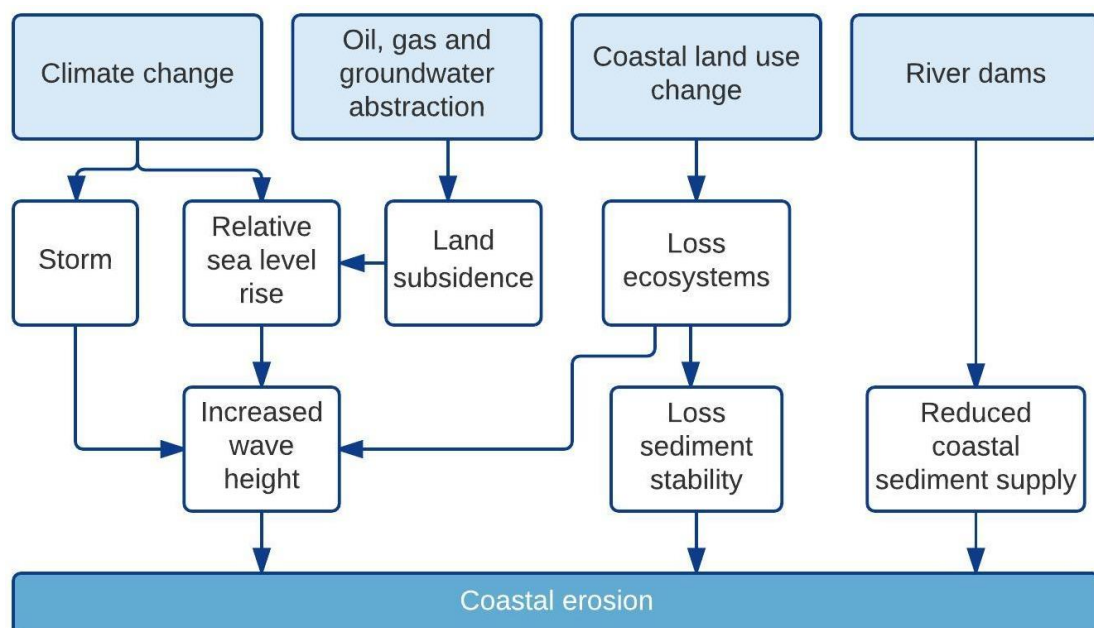 Climate change
Oil, gas and
groundwater
abstraction
Coastal land use
change
River dams
Storm
Relative
sea level
rise
Land
subsidence
Loss
ecosystems
Increased
wave
height
Loss
sediment
stability
Reduced
coastal
sediment supply
Coastal erosion